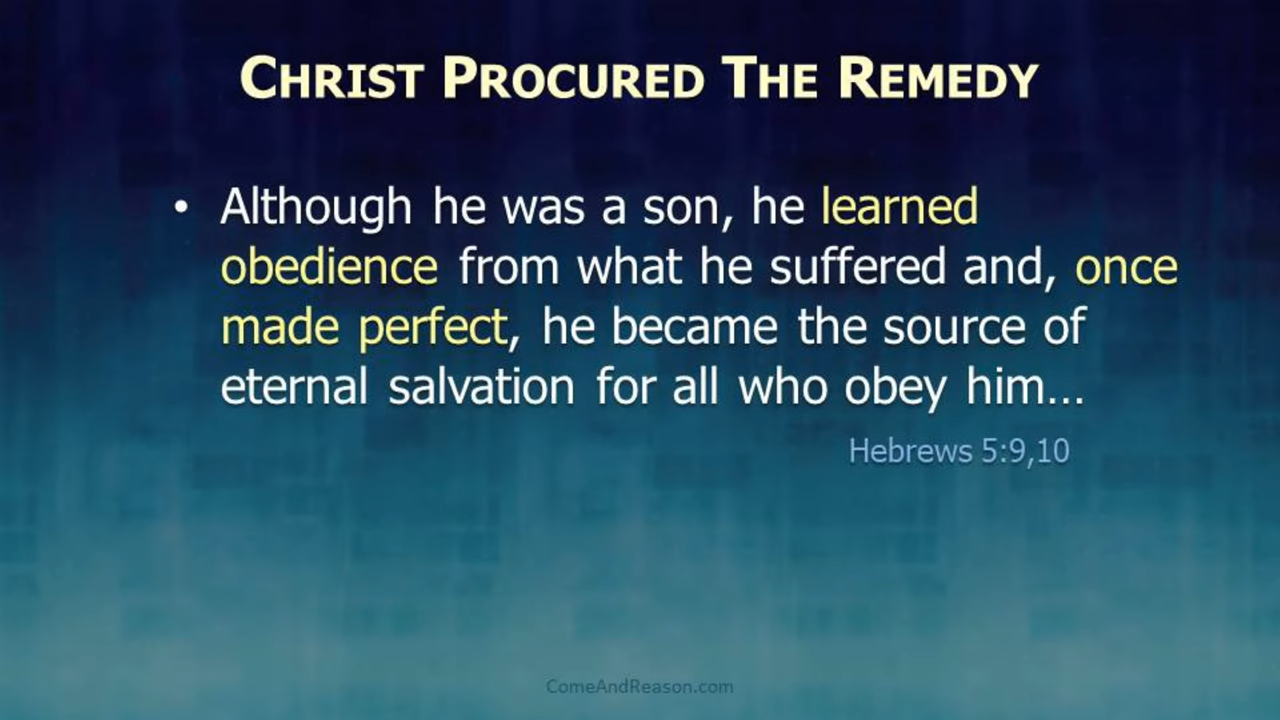 CHRIST PROCURED THE REMEDY
• Although he was a son, he learned
obedience from what he suffered and, once
made perfect, he became the source of
eternal salvation for all who obey him...
Hebrews 5:9,10
ComeAndReason.com